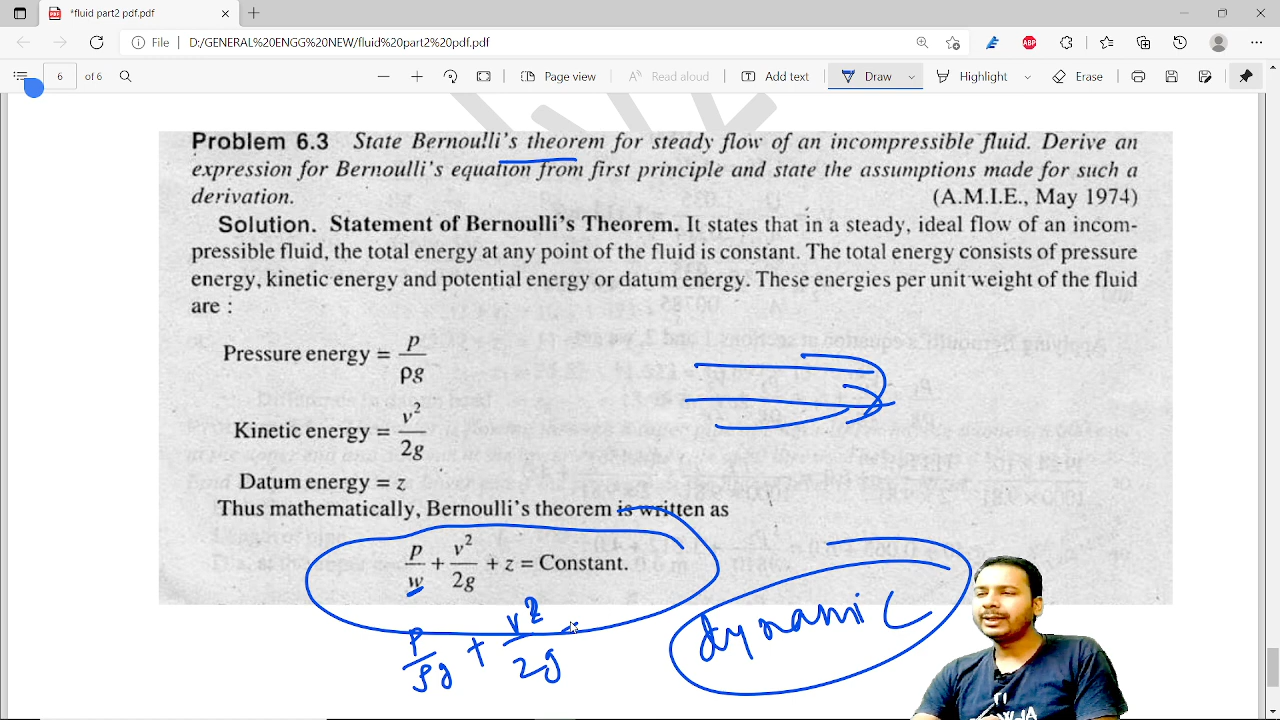 *fluid part2 pdf.pdf
File | D:/GENERAL%20ENGG%20NEW/fluid%20part2%20pdf.pdf
6 of 6 Page view Read aloud Add text Draw Highlight Erase
Problem 6.3 State Bernoulli's theorem for steady flow of an incompressible fluid. Derive an
expression for Bernoulli's equation from first principle and state the assumptions made for such a
derivation. (A.M.I.E., May 1974)
Solution. Statement of Bernoulli's Theorem. It states that in a steady, ideal flow of an incom-
pressible fluid, the total energy at any point of the fluid is constant. The total energy consists of pressure
energy, kinetic energy and potential energy or datum energy. These energies per unit weight of the fluid
are :
Pressure energy = p/ρg
Kinetic energy = v²/2g
Datum energy = z
Thus mathematically, Bernoulli's theorem is written as
p/w + v²/2g + z = Constant.
dynamic
P/ρg + v²/2g